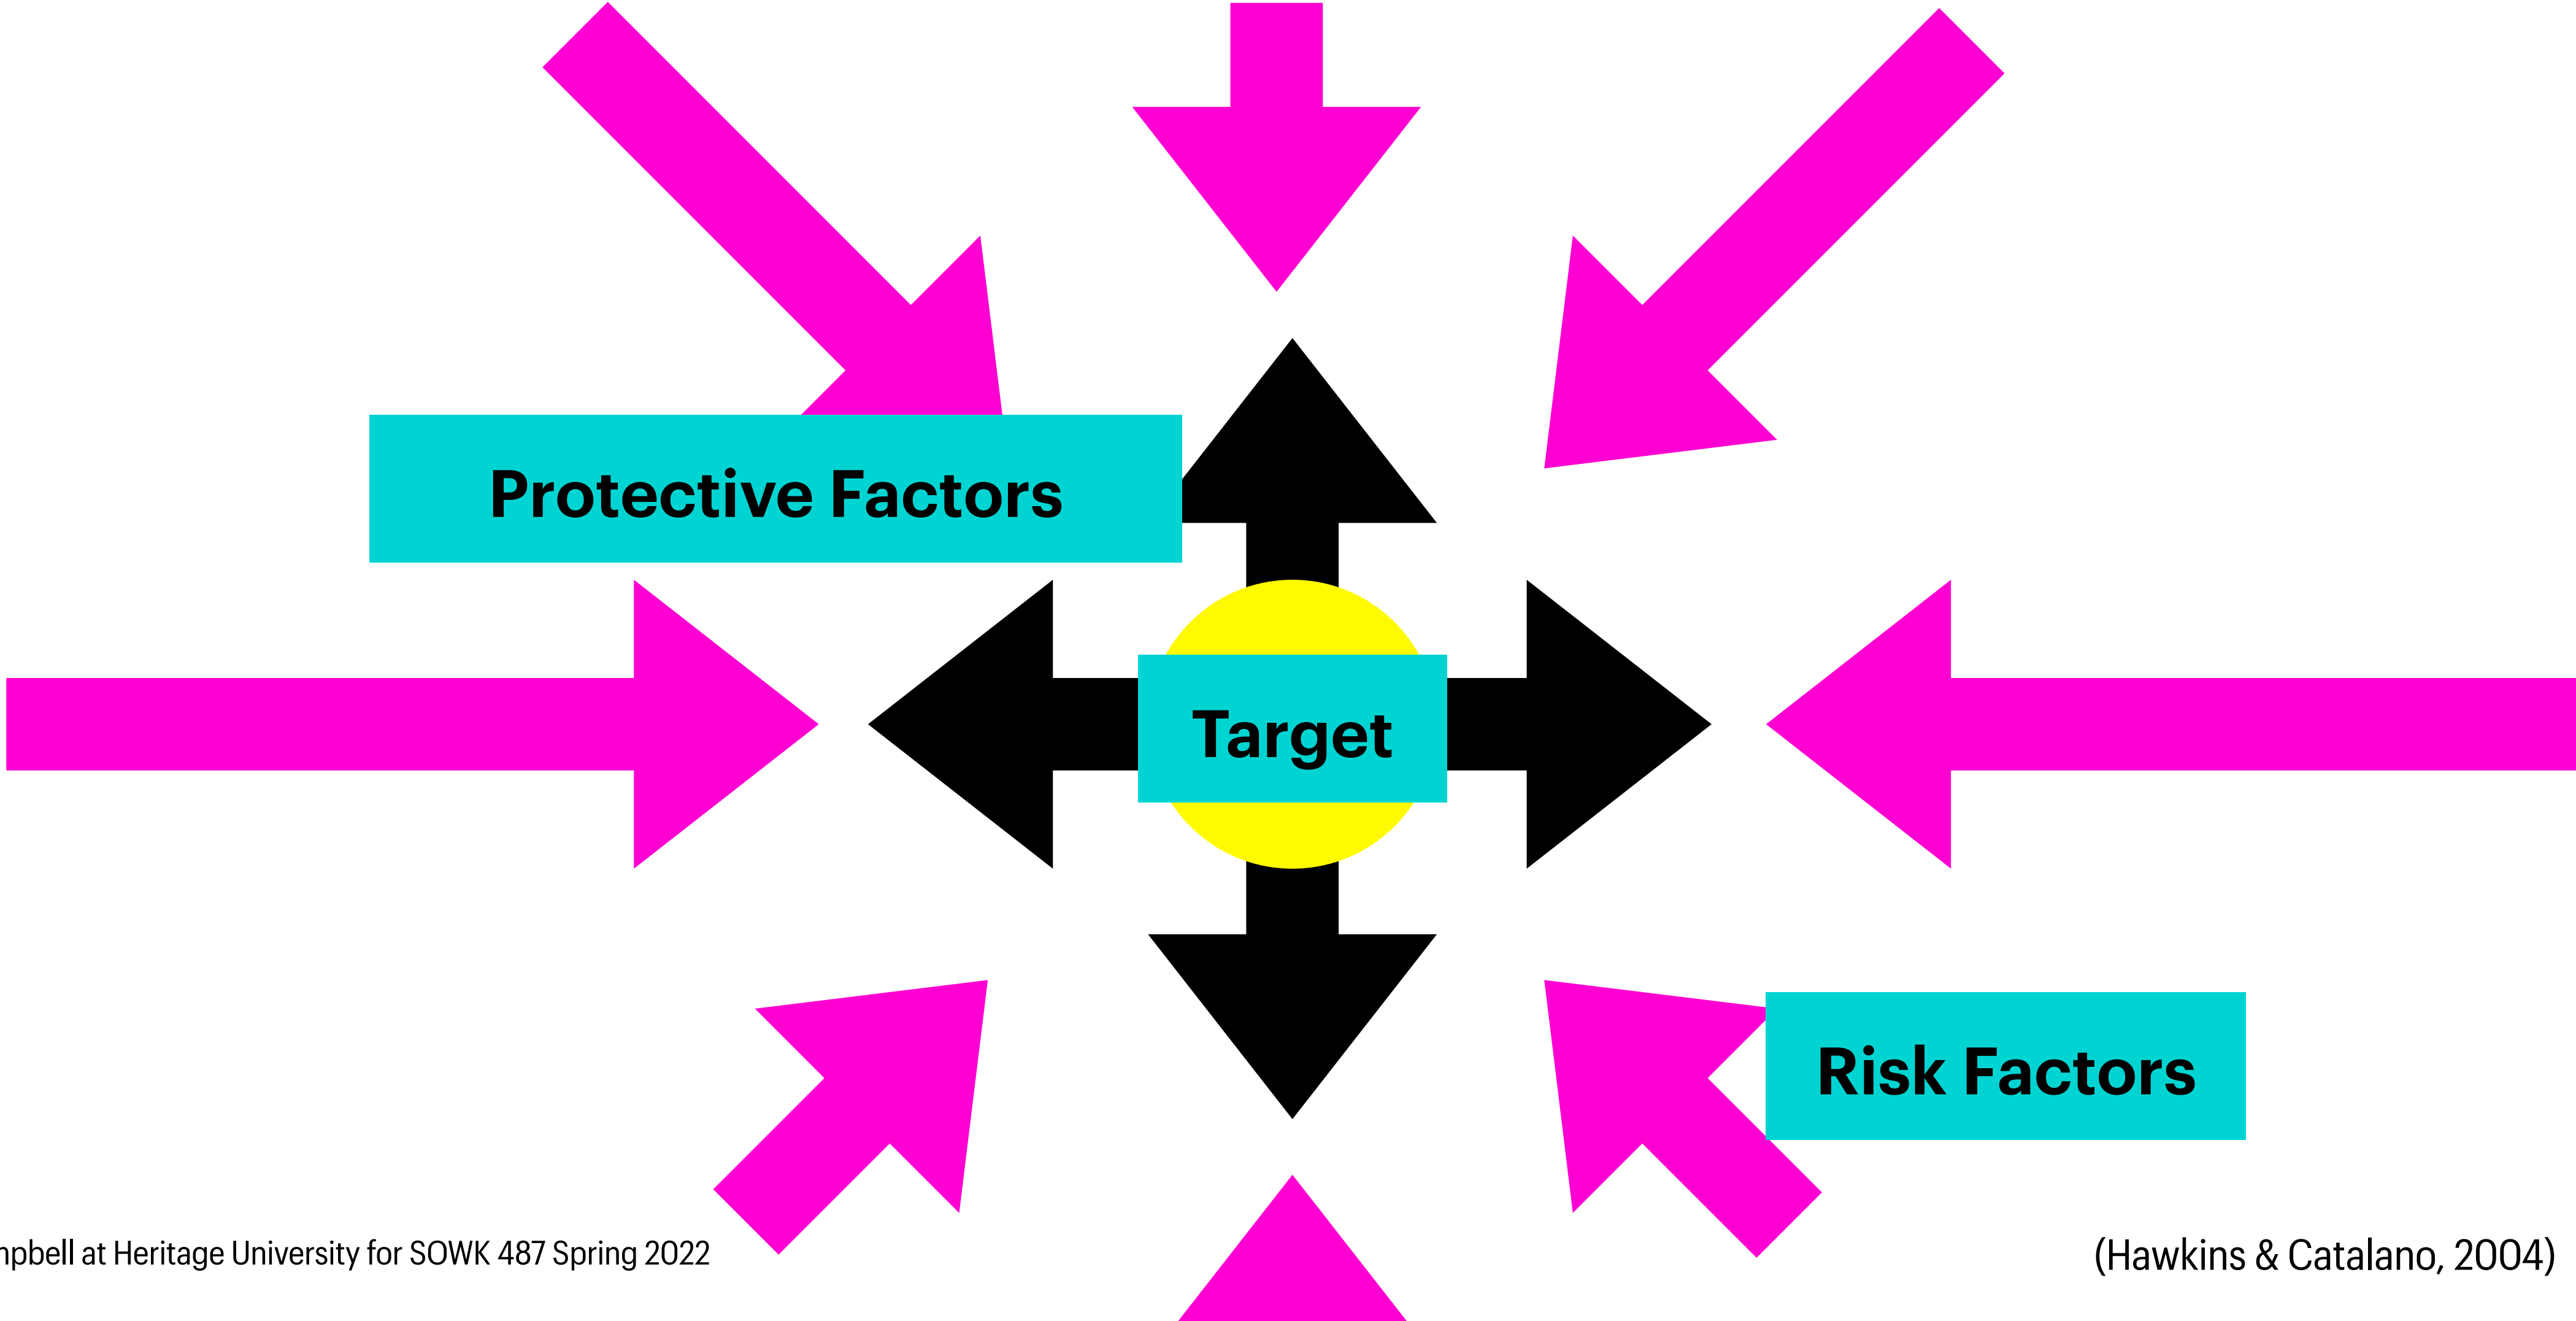 Protective Factors
Target
Risk Factors
at Heritage University for SOWK 487 Spring 2022
(Hawkins & Catalano, 2004)